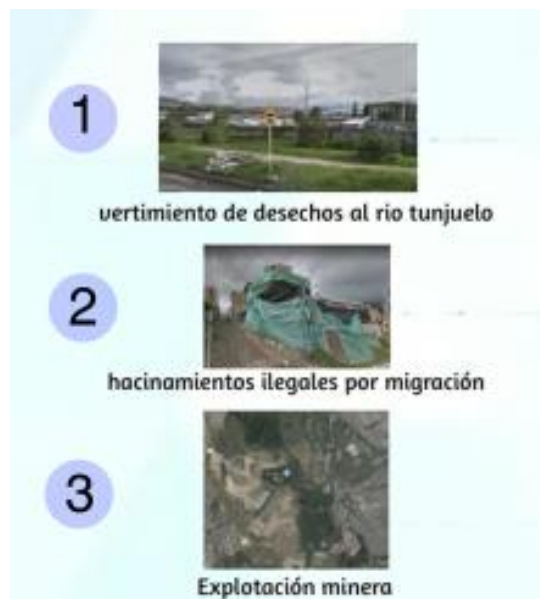 1
vertimiento de desechos al rio tunjuelo
2
hacinamientos ilegales por migración
3
Explotación minera